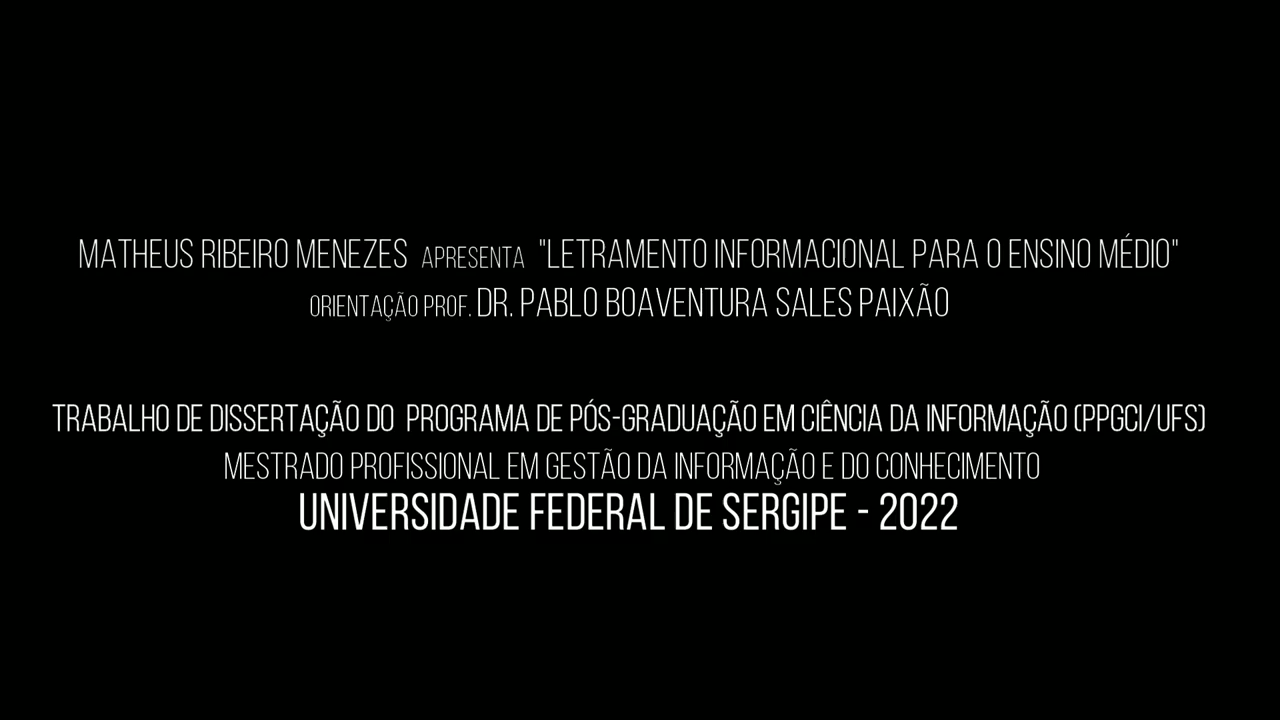 MATHEUS RIBEIRO MENEZES APRESENTA "LETRAMENTO INFORMACIONAL PARA O ENSINO MÉDIO"
ORIENTAÇÃO PROF. DR. PABLO BOAVENTURA SALES PAIXÃO
TRABALHO DE DISSERTAÇÃO DO PROGRAMA DE PÓS-GRADUAÇÃO EM CIÊNCIA DA INFORMAÇÃO (PPGCI/UFS)
MESTRADO PROFISSIONAL EM GESTÃO DA INFORMAÇÃO E DO CONHECIMENTO
UNIVERSIDADE FEDERAL DE SERGIPE - 2022